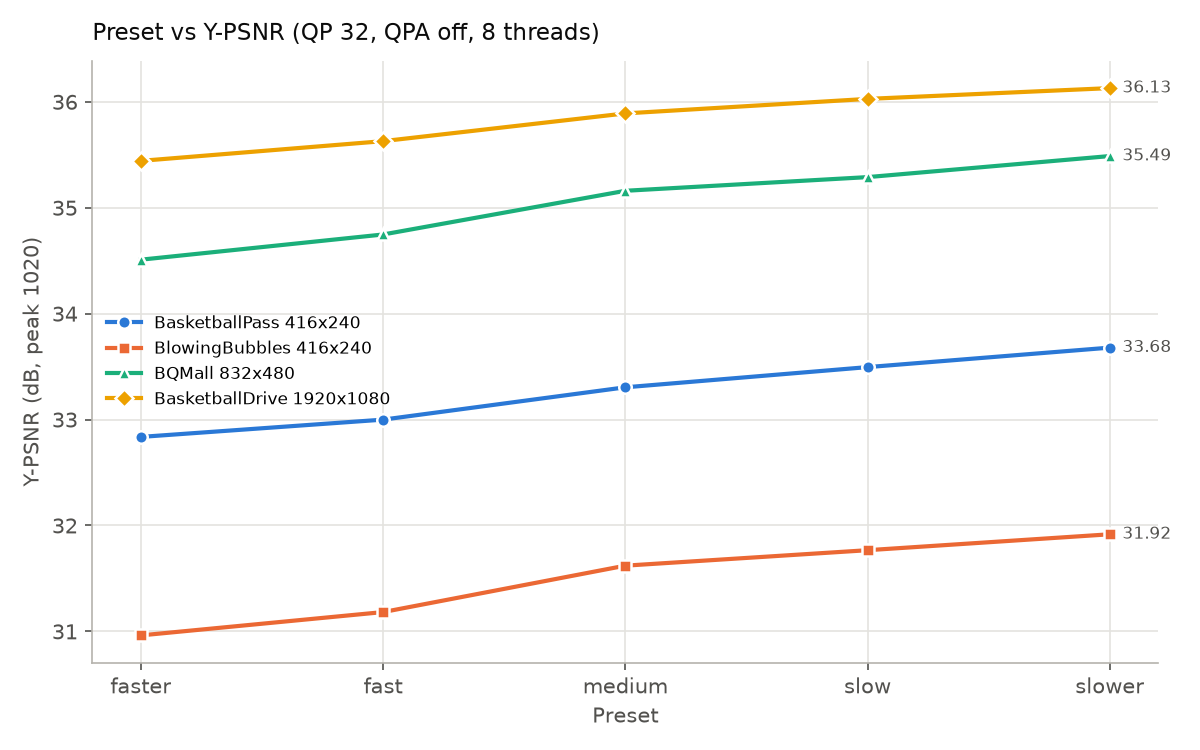 Preset vs Y-PSNR (QP 32, QPA off, 8 threads)
Y-PSNR (dB, peak 1020)
36
35
34
33
32
31
36.13
35.49
33.68
31.92
BasketballPass 416x240
BlowingBubbles 416x240
BQMall 832x480
BasketballDrive 1920x1080
faster fast medium slow slower
Preset